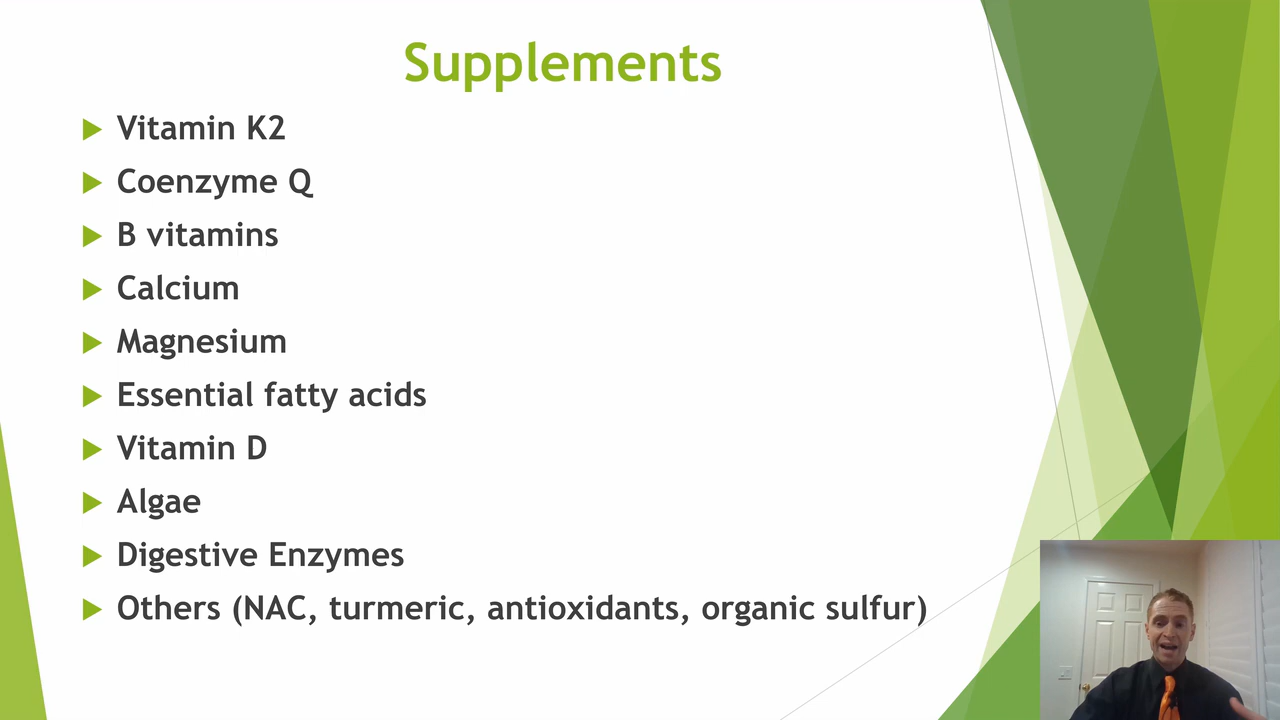 Supplements
Vitamin K2
Coenzyme Q
B vitamins
Calcium
Magnesium
Essential fatty acids
Vitamin D
Algae
Digestive Enzymes
Others (NAC, turmeric, antioxidants, organic sulfur)